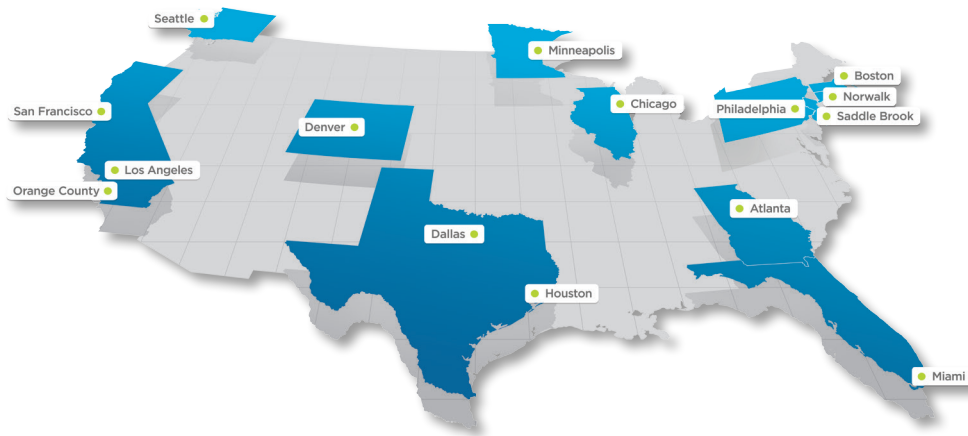 Seattle
Minneapolis
Boston
Norwalk
Saddle Brook
Philadelphia
Chicago
San Francisco
Denver
Los Angeles
Orange County
Atlanta
Dallas
Houston
Miami